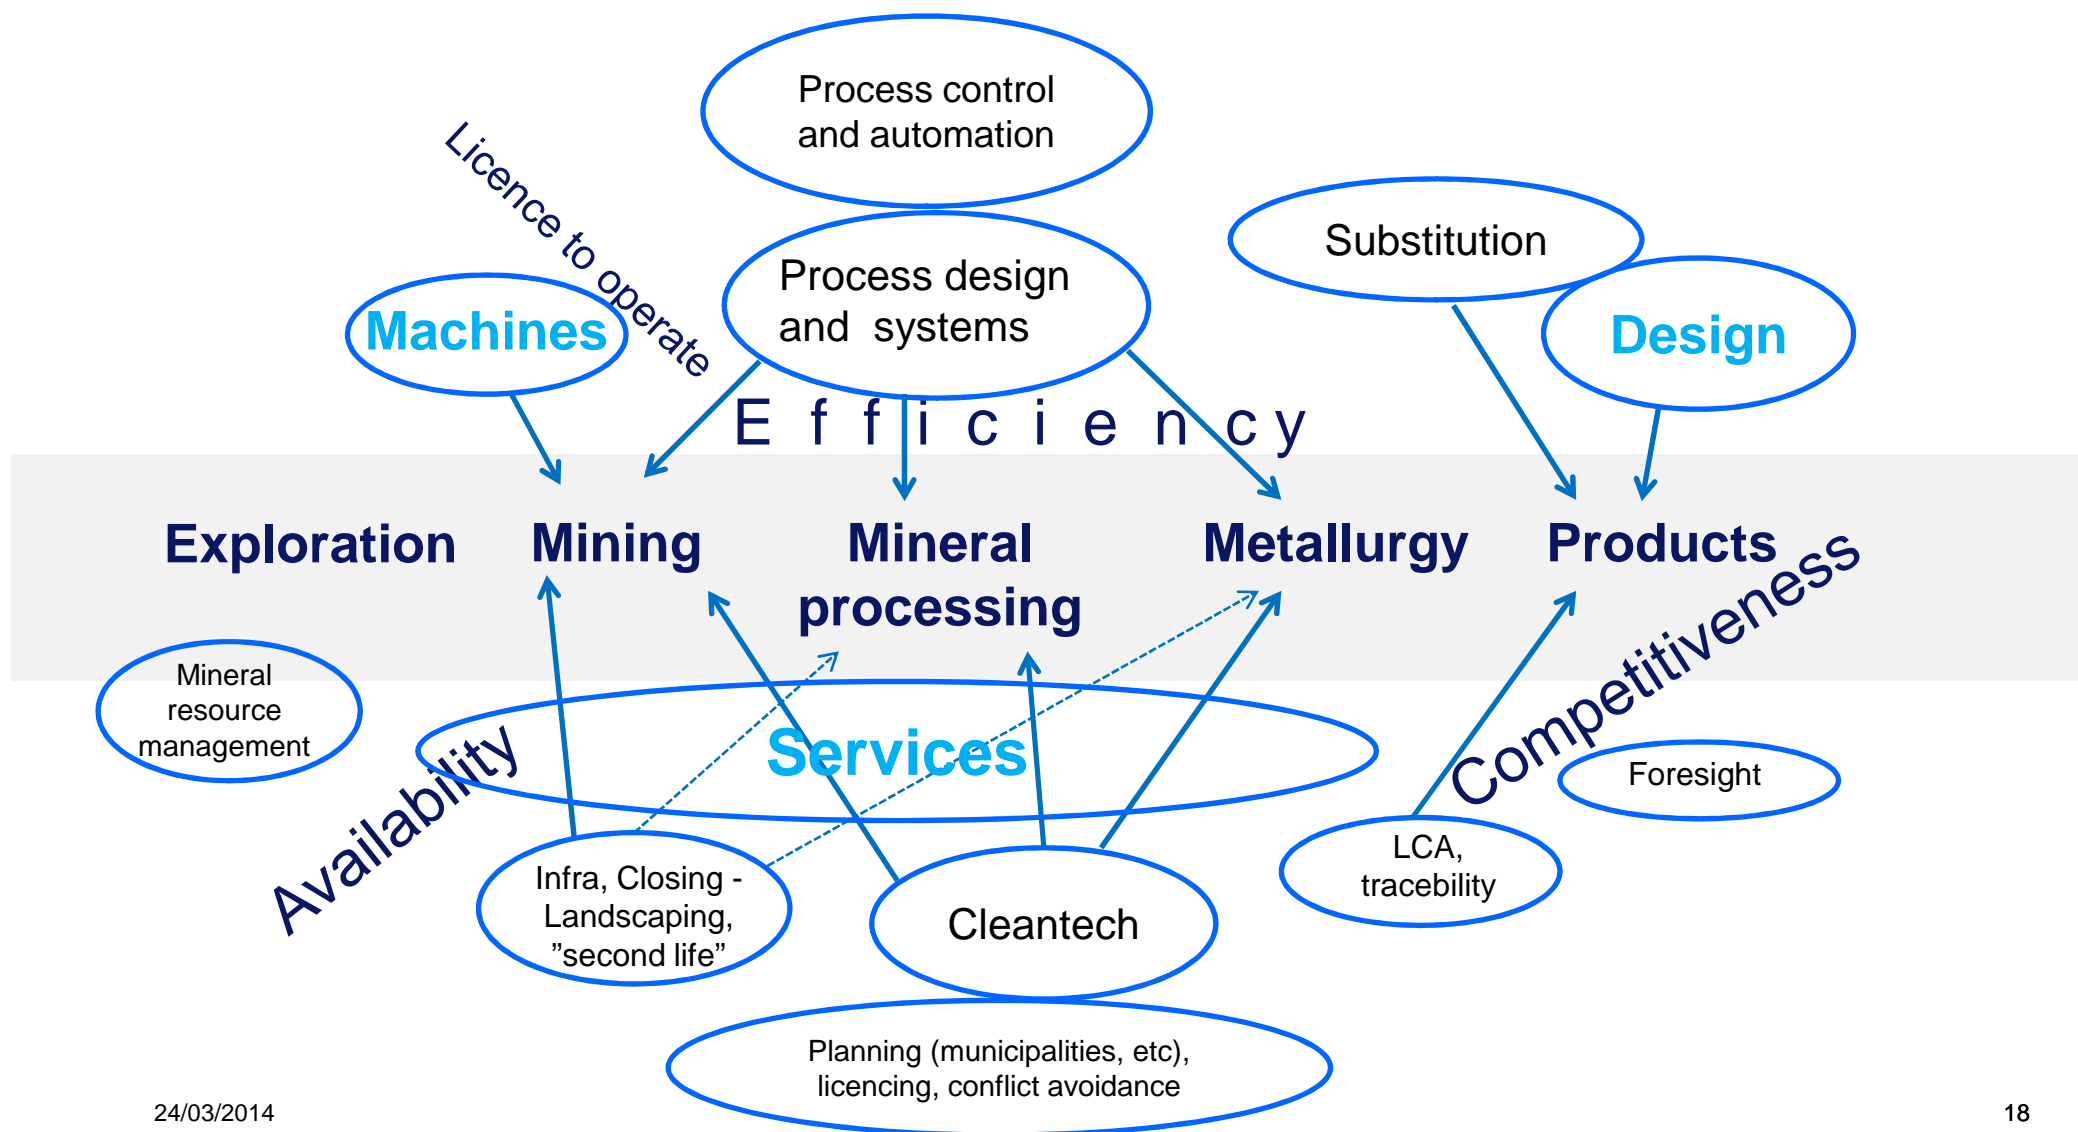 Process control
and automation
Licence to operate
Substitution
Process design
and systems
Machines
Design
Efficiency
Exploration
Mining
Mineral
processing
Metallurgy
Products
Competitiveness
Mineral
resource
management
Availability
Services
Foresight
LCA,
tracebility
Infra, Closing -
Landscaping,
”second life”
Cleantech
Planning (municipalities, etc),
licencing, conflict avoidance
24/03/2014
18